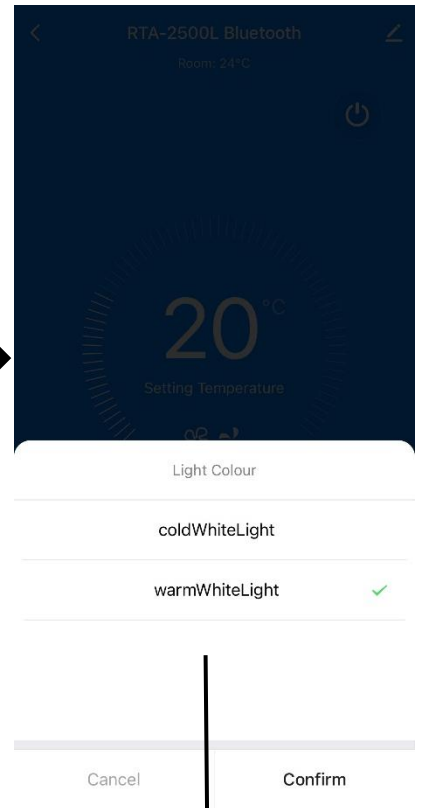 RTA-2500L Bluetooth
Room: 24°C
20°C
Setting Temperature
Light Colour
coldWhiteLight
warmWhiteLight
Cancel
Confirm